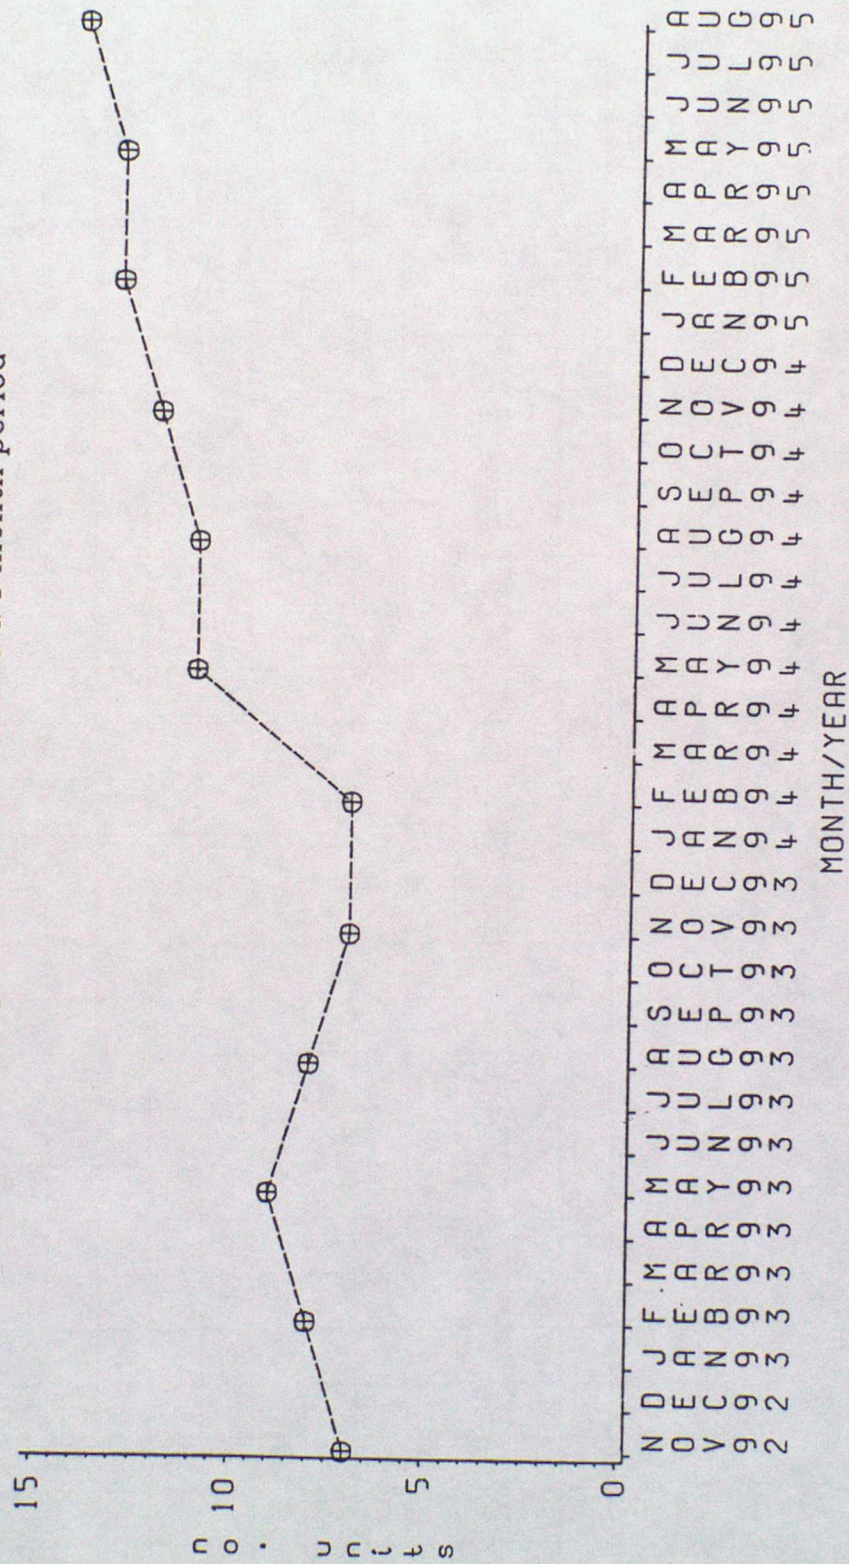 month period
15
10
5
0
no. units
NOV92 DEC92 JAN93 FEB93 MAR93 APR93 MAY93 JUN93 JUL93 AUG93 SEP93 OCT93 NOV93 DEC93 JAN94 FEB94 MAR94 APR94 MAY94 JUN94 JUL94 AUG94 SEP94 OCT94 NOV94 DEC94 JAN95 FEB95 MAR95 APR95 MAY95 JUN95 JUL95 AUG95
MONTH/YEAR